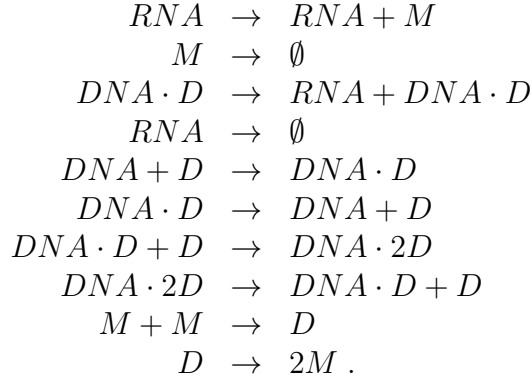 RNA → RNA + M
M → ∅
DNA · D → RNA + DNA · D
RNA → ∅
DNA + D → DNA · D
DNA · D → DNA + D
DNA · D + D → DNA · 2D
DNA · 2D → DNA · D + D
M + M → D
D → 2M .